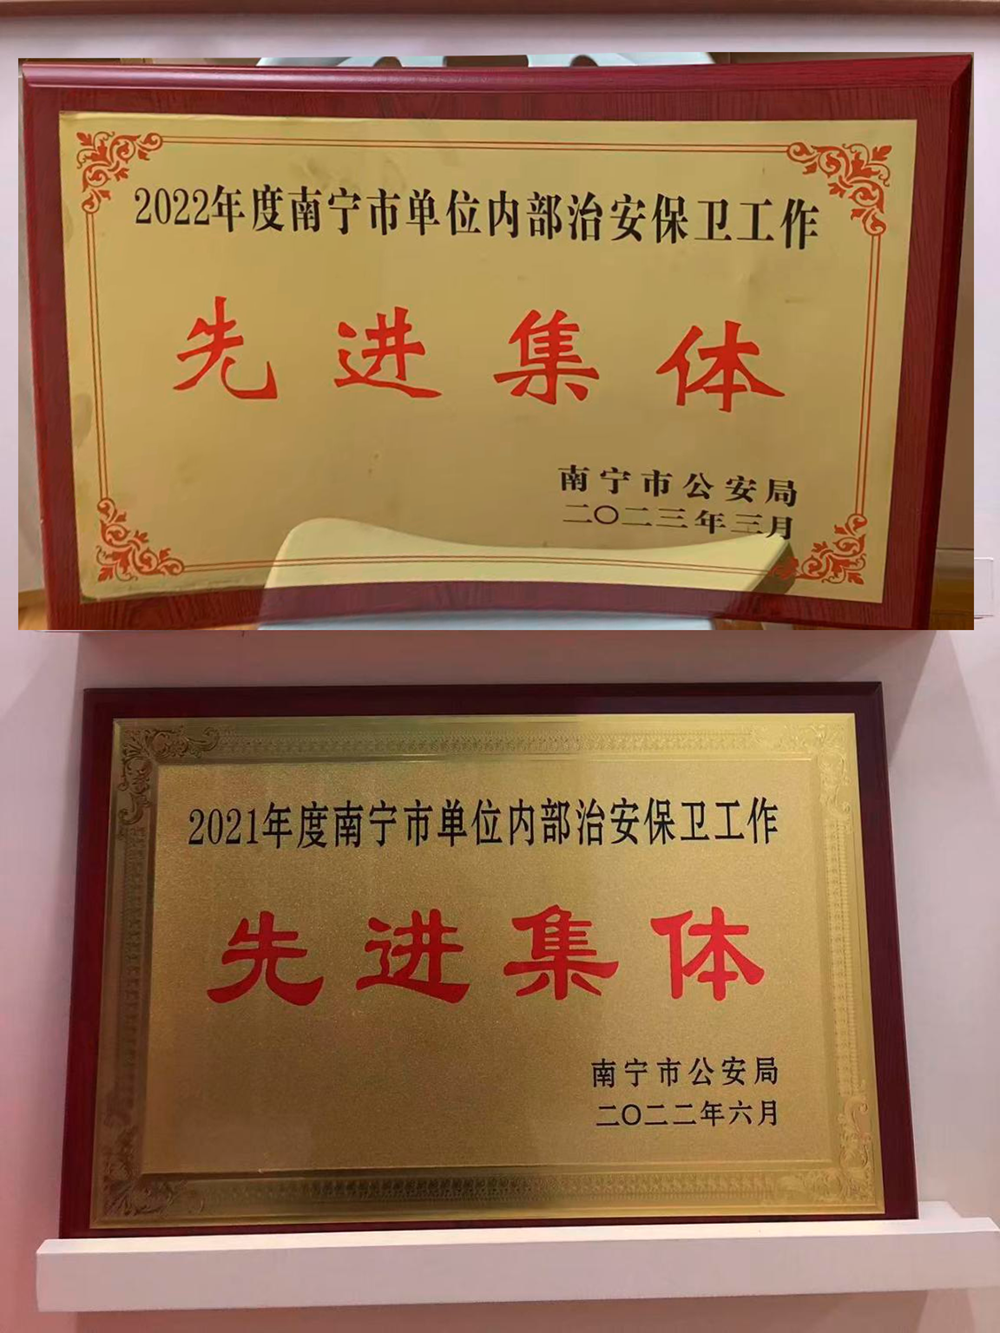 2022年度南宁市单位内部治安保卫工作
先进集体
南宁市公安局
二〇二三年三月
2021年度南宁市单位内部治安保卫工作
先进集体
南宁市公安局
二〇二二年六月